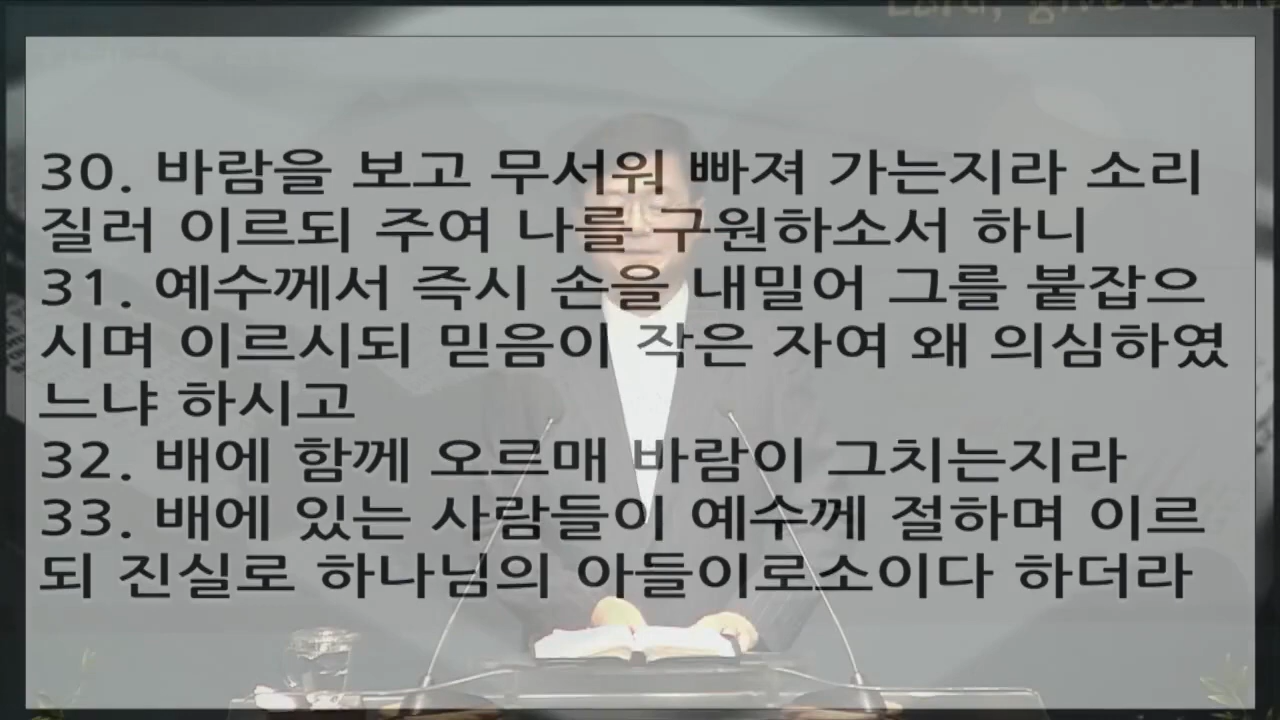 Lord, give us the
30. 바람을 보고 무서워 빠져 가는지라 소리
질러 이르되 주여 나를 구원하소서 하니
31. 예수께서 즉시 손을 내밀어 그를 붙잡으
시며 이르시되 믿음이 작은 자여 왜 의심하였
느냐 하시고
32. 배에 함께 오르매 바람이 그치는지라
33. 배에 있는 사람들이 예수께 절하며 이르
되 진실로 하나님의 아들이로소이다 하더라